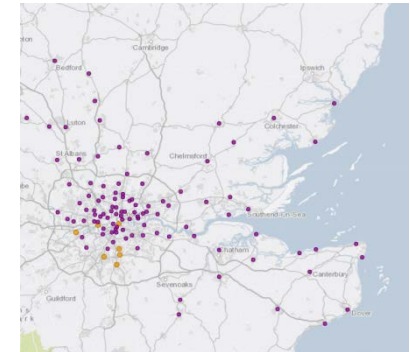 Cambridge
Bedford
Ipswich
Luton
Colchester
St Albans
Chelmsford
Southend-On-Sea
Chatham
Sevenoaks
Canterbury
Guildford
Dover